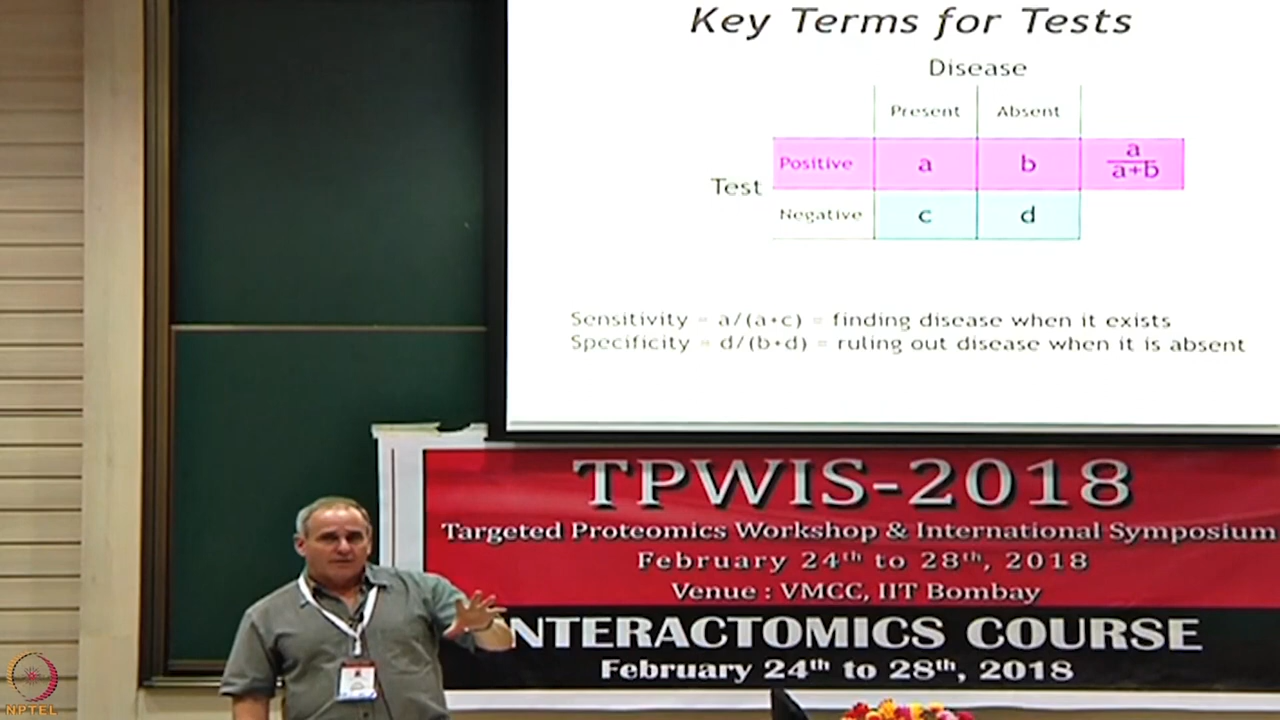 Key Terms for Tests
Disease
Present Absent
Positive a b a/a+b
Test
Negative c d
Sensitivity = a/(a+c) = finding disease when it exists
Specificity = d/(b+d) = ruling out disease when it is absent
TPWIS-2018
Targeted Proteomics Workshop & International Symposium
February 24th to 28th, 2018
Venue : VMCC, IIT Bombay
NTERACTOMICS COURSE
February 24th to 28th, 2018
NPTEL